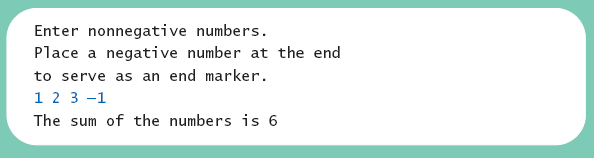 Enter nonnegative numbers.
Place a negative number at the end
to serve as an end marker.
1 2 3 –1
The sum of the numbers is 6